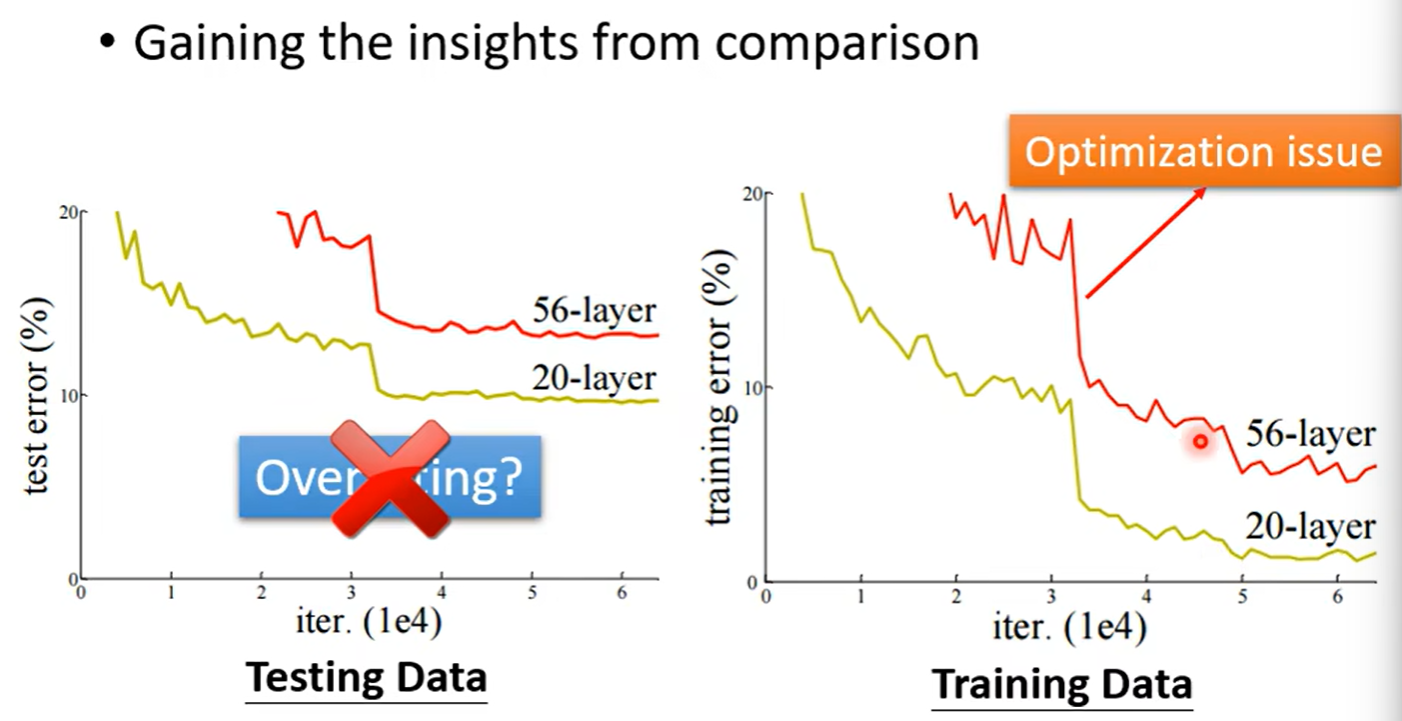 • Gaining the insights from comparison
Optimization issue
20
10
0
test error (%)
56-layer
20-layer
Over ting?
0 1 2 3 4 5 6
iter. (1e4)
Testing Data
20
10
0
training error (%)
56-layer
20-layer
0 1 2 3 4 5 6
iter. (1e4)
Training Data